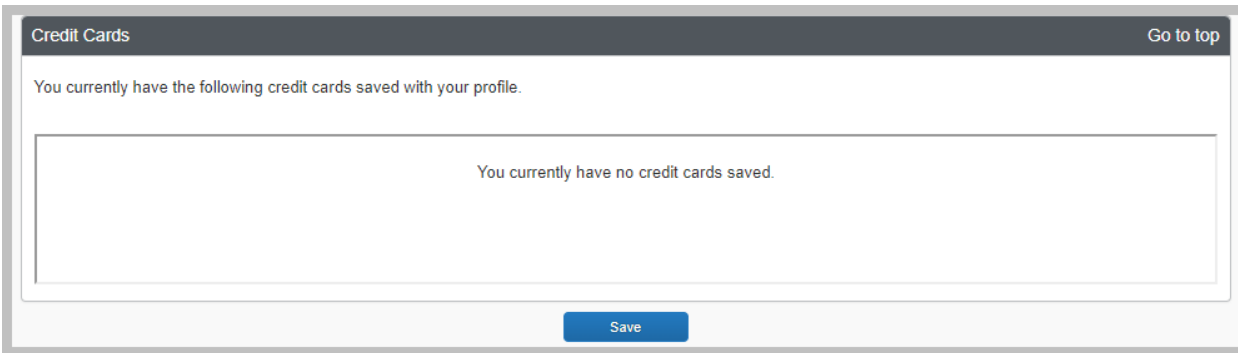 Credit Cards Go to top
You currently have the following credit cards saved with your profile.
You currently have no credit cards saved.
Save